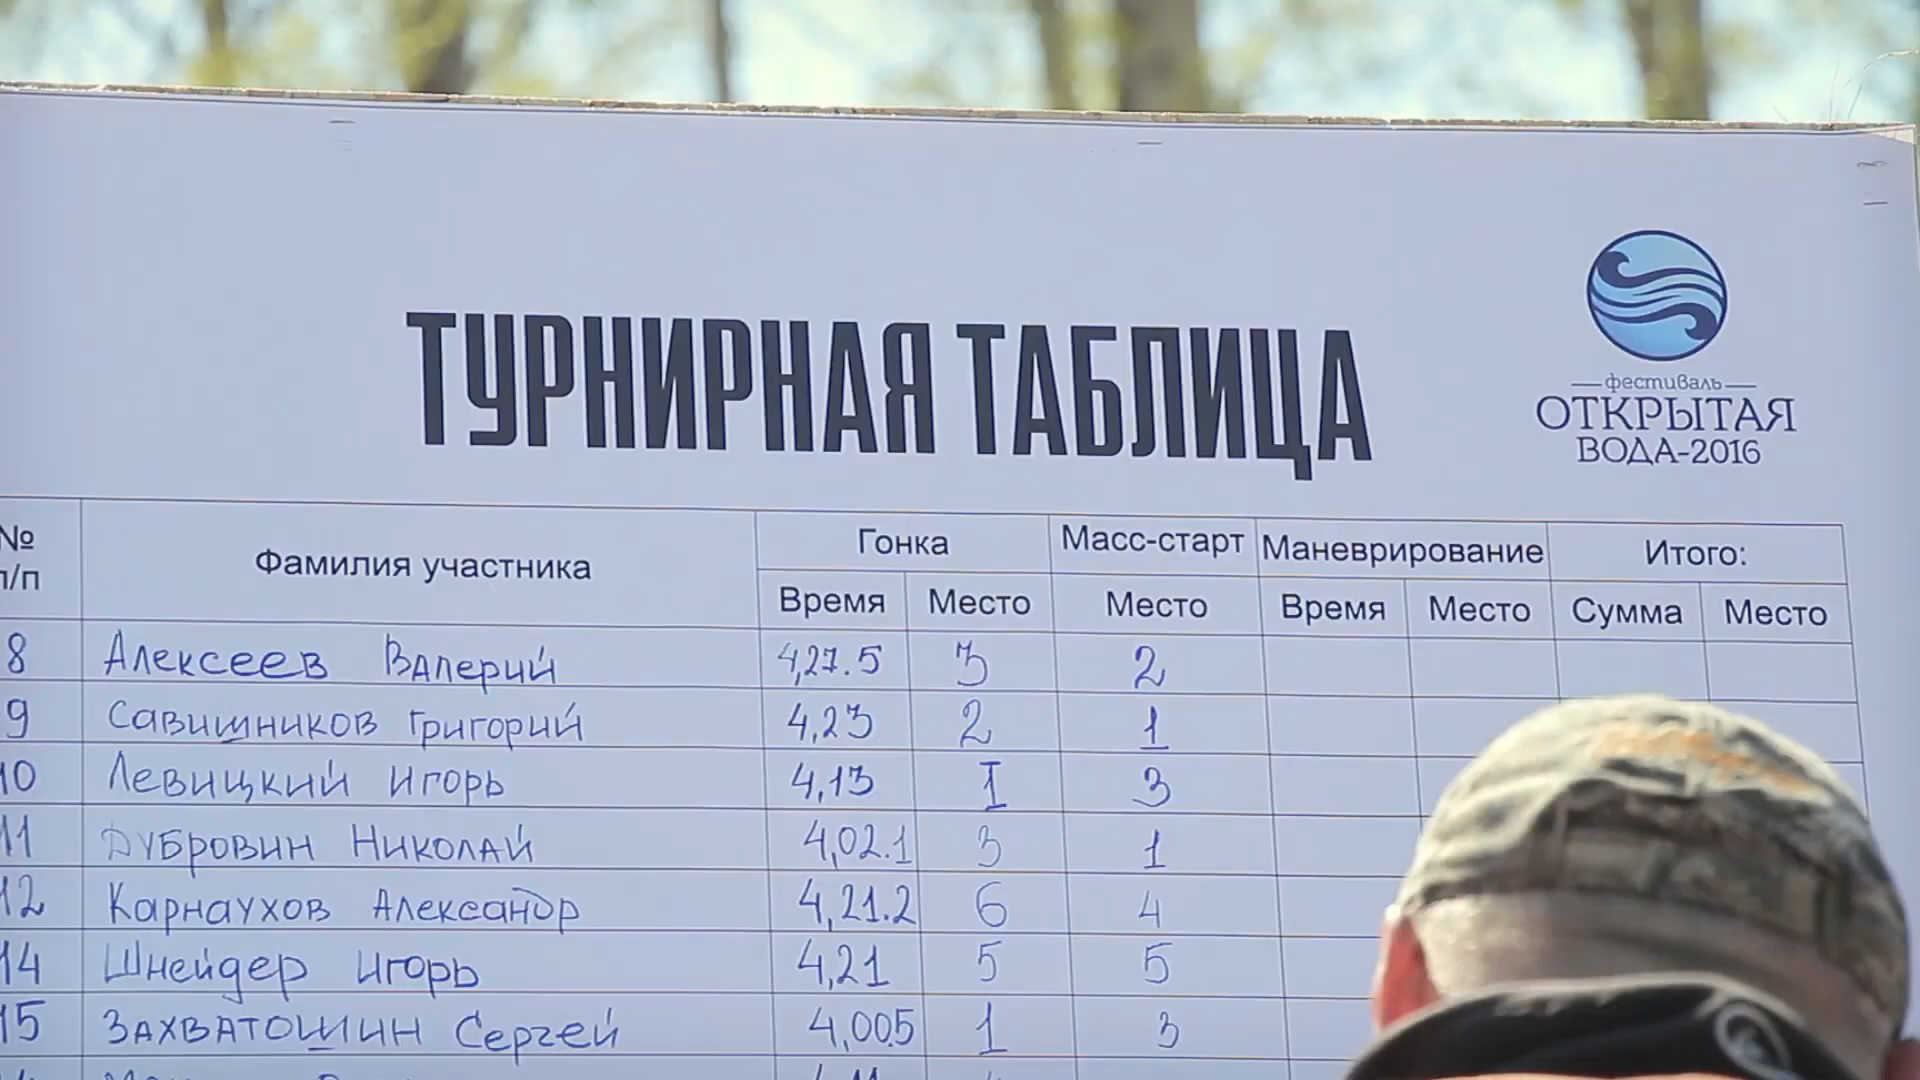 фестиваль
ОТКРЫТАЯ
ВОДА-2016
ТУРНИРНАЯ ТАБЛИЦА
№ п/п Фамилия участника Гонка Масс-старт Маневрирование Итого:
Время Место Место Время Место Сумма Место
8 Алексеев Валерий 4,27.5 3 2
9 Савишников Григорий 4,23 2 1
10 Левицкий Игорь 4,13 1 3
11 Дубровин Николай 4,02.1 3 1
12 Карнаухов Александр 4,21.2 6 4
14 Шнейдер Игорь 4,21 5 5
15 Захватошин Сергей 4,005 1 3